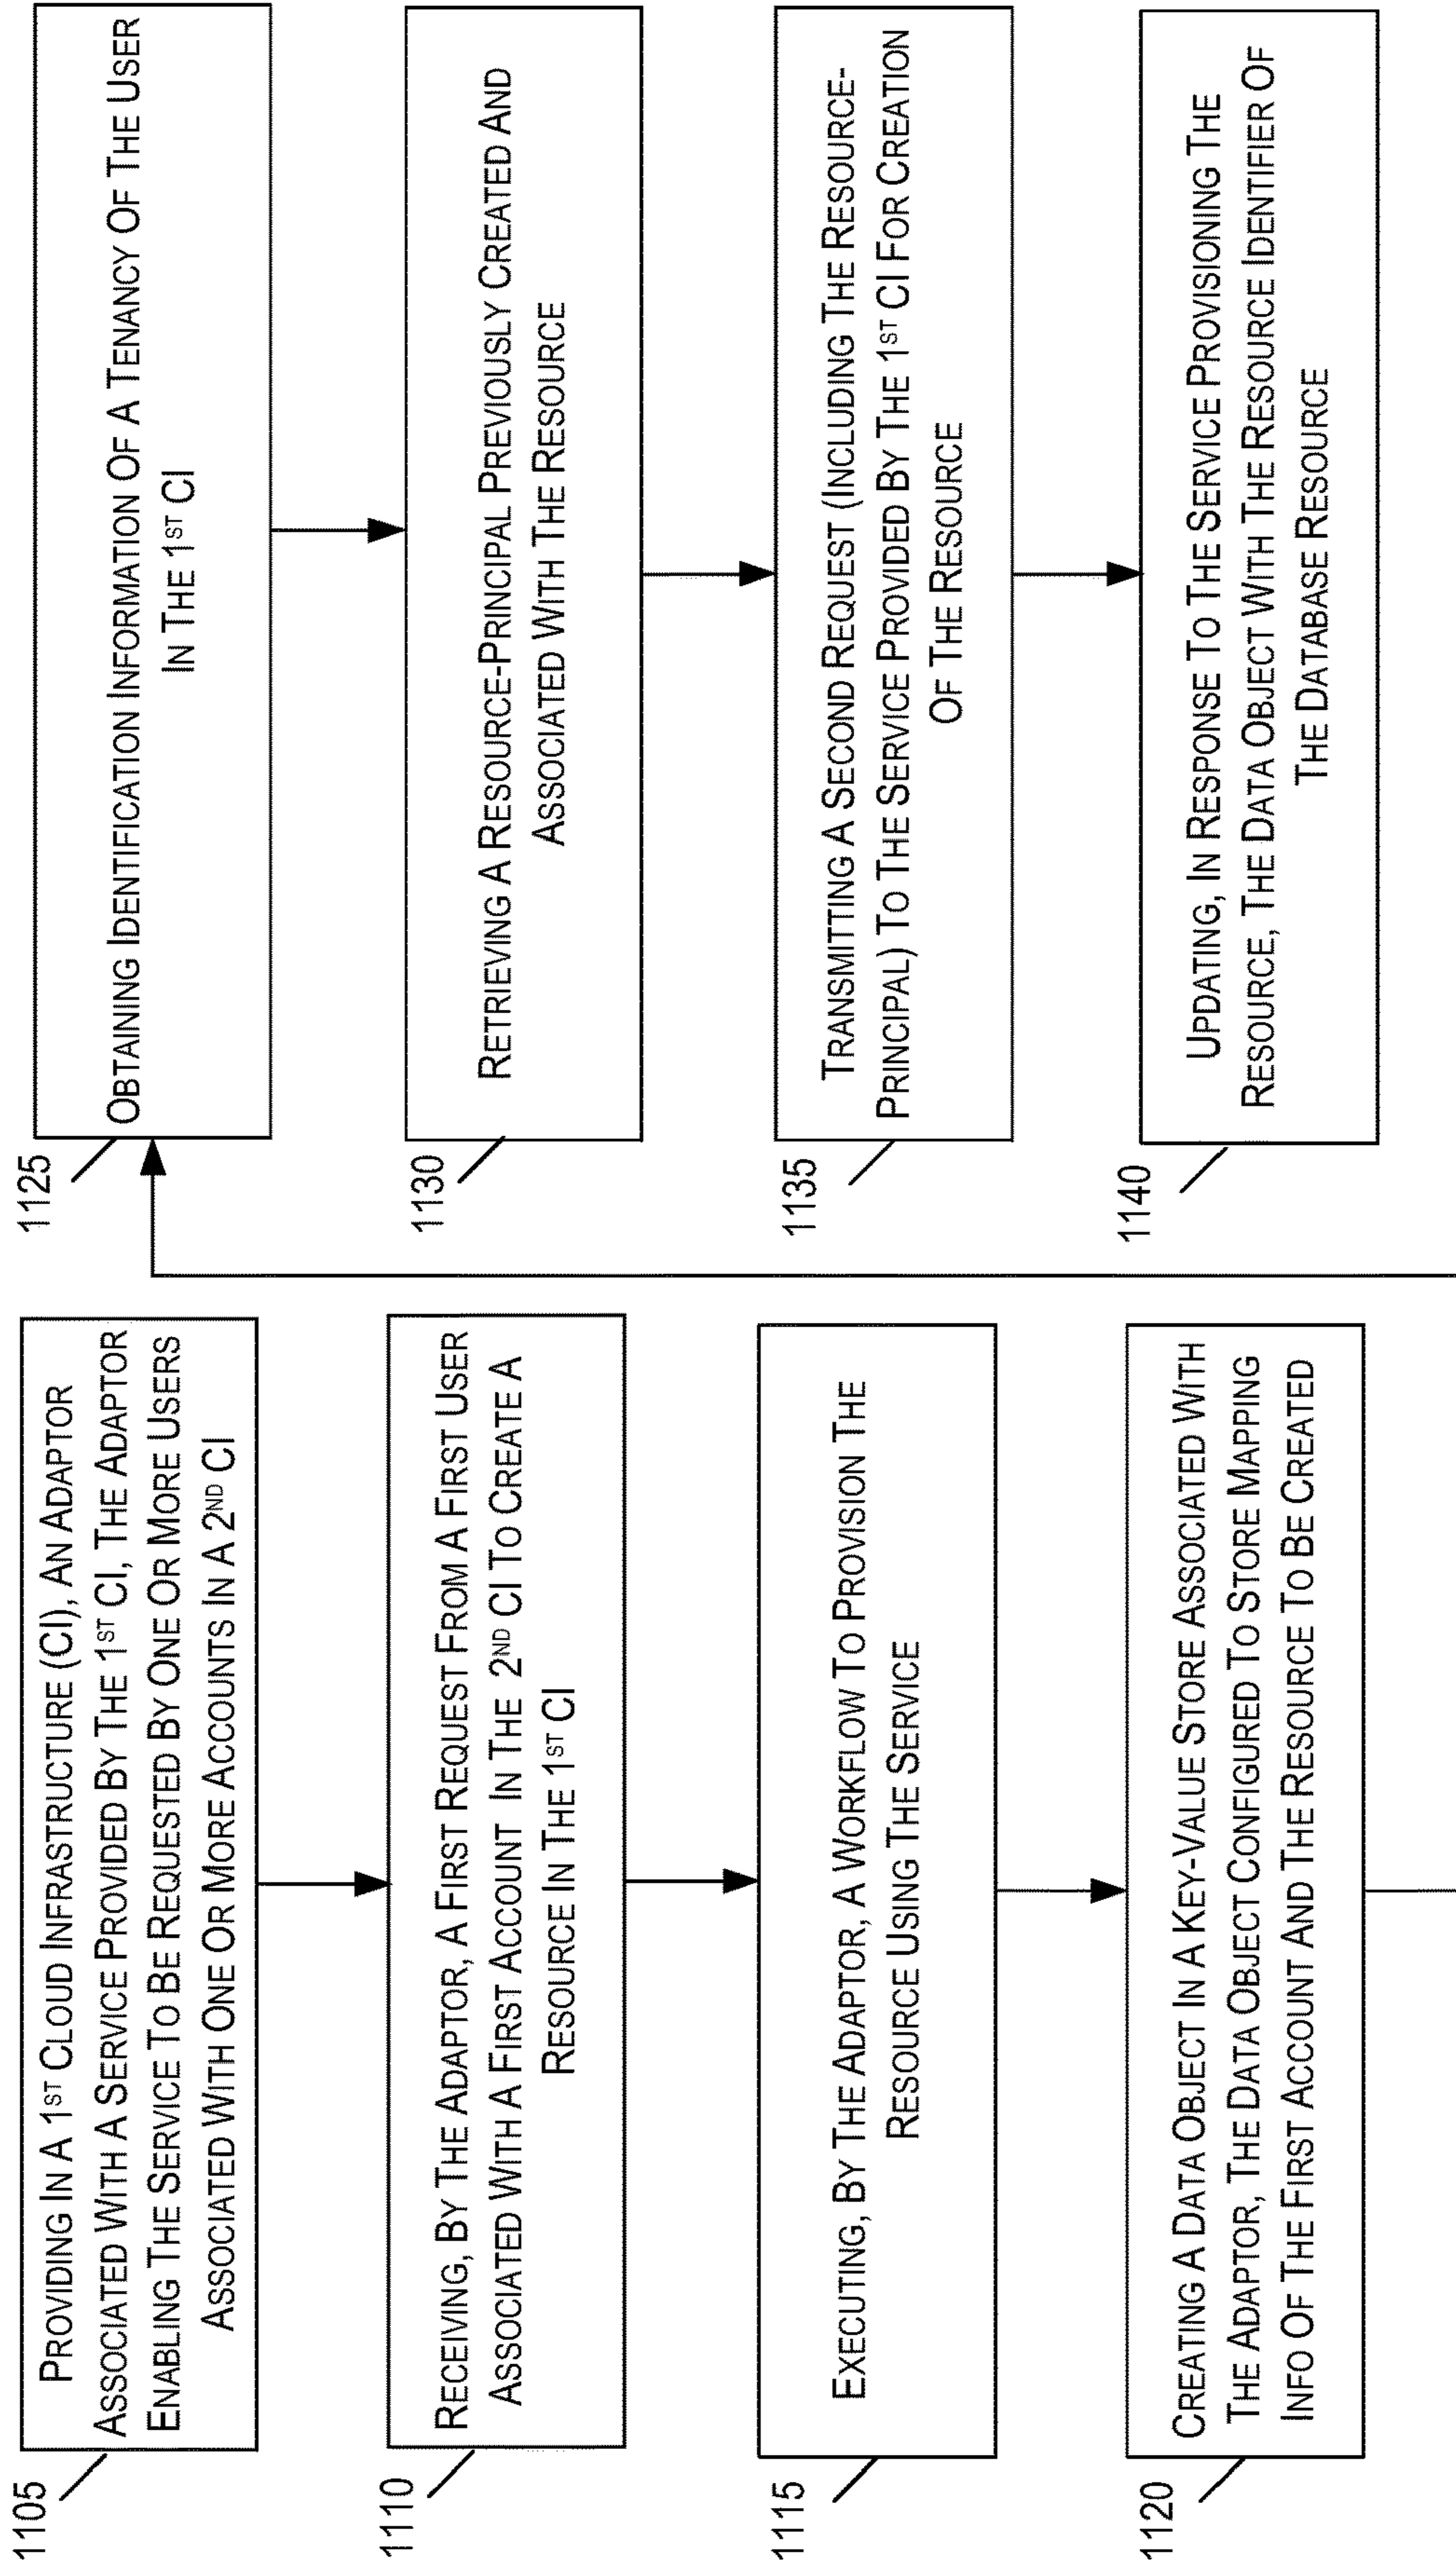 1105
PROVIDING IN A 1ST CLOUD INFRASTRUCTURE (CI), AN ADAPTOR
ASSOCIATED WITH A SERVICE PROVIDED BY THE 1ST CI, THE ADAPTOR
ENABLING THE SERVICE TO BE REQUESTED BY ONE OR MORE USERS
ASSOCIATED WITH ONE OR MORE ACCOUNTS IN A 2ND CI
1110
RECEIVING, BY THE ADAPTOR, A FIRST REQUEST FROM A FIRST USER
ASSOCIATED WITH A FIRST ACCOUNT IN THE 2ND CI TO CREATE A
RESOURCE IN THE 1ST CI
1115
EXECUTING, BY THE ADAPTOR, A WORKFLOW TO PROVISION THE
RESOURCE USING THE SERVICE
1120
CREATING A DATA OBJECT IN A KEY-VALUE STORE ASSOCIATED WITH
THE ADAPTOR, THE DATA OBJECT CONFIGURED TO STORE MAPPING
INFO OF THE FIRST ACCOUNT AND THE RESOURCE TO BE CREATED
1125
OBTAINING IDENTIFICATION INFORMATION OF A TENANCY OF THE USER
IN THE 1ST CI
1130
RETRIEVING A RESOURCE-PRINCIPAL PREVIOUSLY CREATED AND
ASSOCIATED WITH THE RESOURCE
1135
TRANSMITTING A SECOND REQUEST (INCLUDING THE RESOURCE-
PRINCIPAL) TO THE SERVICE PROVIDED BY THE 1ST CI FOR CREATION
OF THE RESOURCE
1140
UPDATING, IN RESPONSE TO THE SERVICE PROVISIONING THE
RESOURCE, THE DATA OBJECT WITH THE RESOURCE IDENTIFIER OF
THE DATABASE RESOURCE